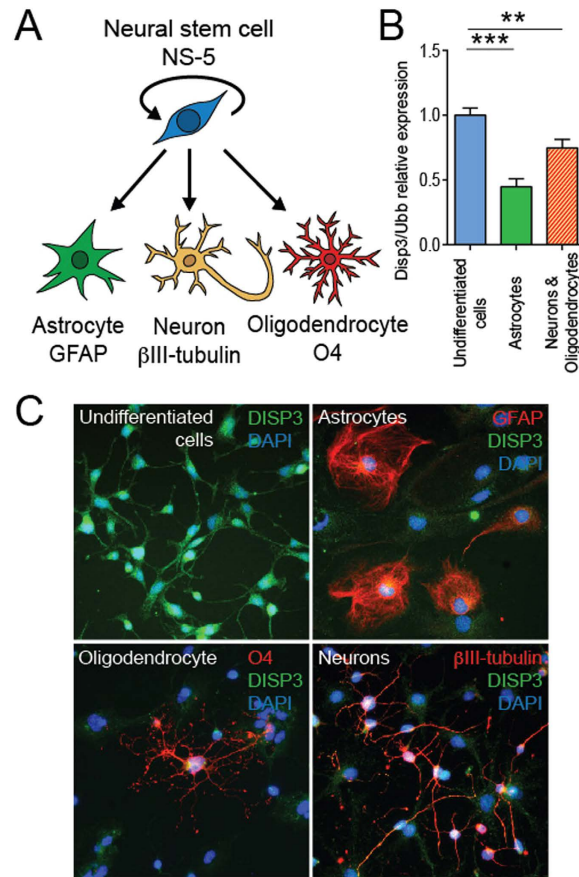 A
Neural stem cell
NS-5
Astrocyte
GFAP
Neuron
βIII-tubulin
Oligodendrocyte
O4
B
**
***
Disp3/Ubb relative expression
1.5
1.0
0.5
0.0
Undifferentiated
cells
Astrocytes
Neurons &
Oligodendrocytes
C
Undifferentiated
cells
DISP3
DAPI
Astrocytes
GFAP
DISP3
DAPI
Oligodendrocyte
O4
DISP3
DAPI
Neurons
βIII-tubulin
DISP3
DAPI